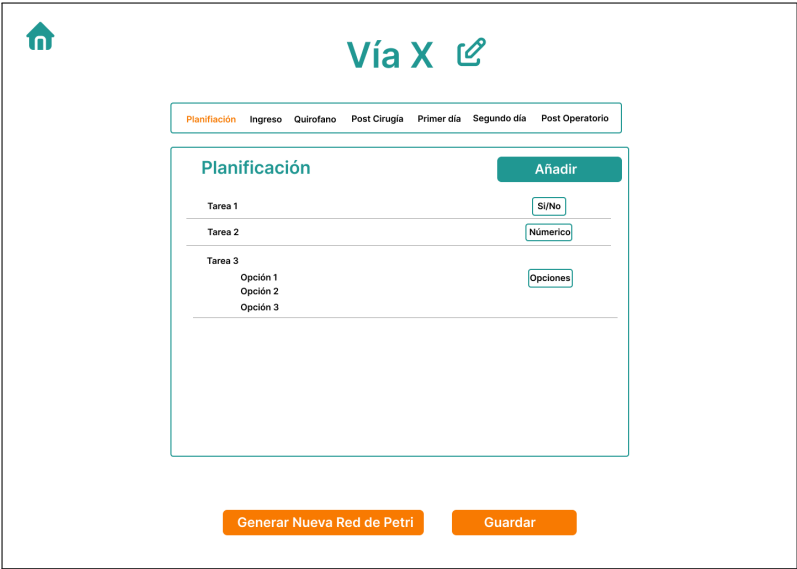 Vía X
Planifiación Ingreso Quirofano Post Cirugía Primer día Segundo día Post Operatorio
Planificación Añadir
Tarea 1 Si/No
Tarea 2 Númerico
Tarea 3
Opción 1 Opciones
Opción 2
Opción 3
Generar Nueva Red de Petri Guardar